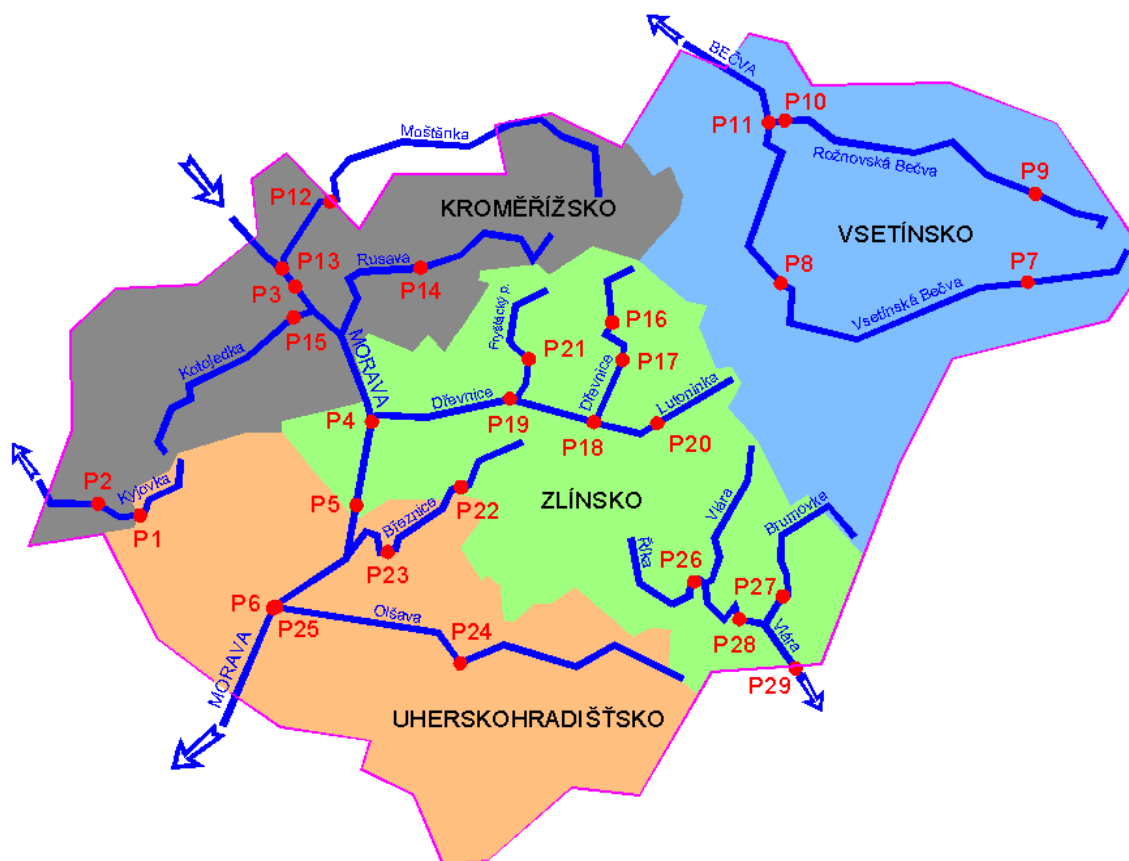 BEČVA
P10
P11
Moštěnka
Rožnovská Bečva
P9
P12
KROMĚŘÍŽSKO
VSETÍNSKO
P13
Rusava
P14
P3
P8
P7
Vsetínská Bečva
P15
Fryštácký p.
P16
P21
P17
Kotojedka
MORAVA
Dřevnice
Dřevnice
Lutoninka
P4
P19
P18
P20
P2
Kyjovka
P1
P5
Březnice
P22
ZLÍNSKO
Vlára
Brumovka
P23
Říka
P26
P27
P6
P25
Olšava
P24
P28
Vlára
P29
MORAVA
UHERSKOHRADIŠŤSKO